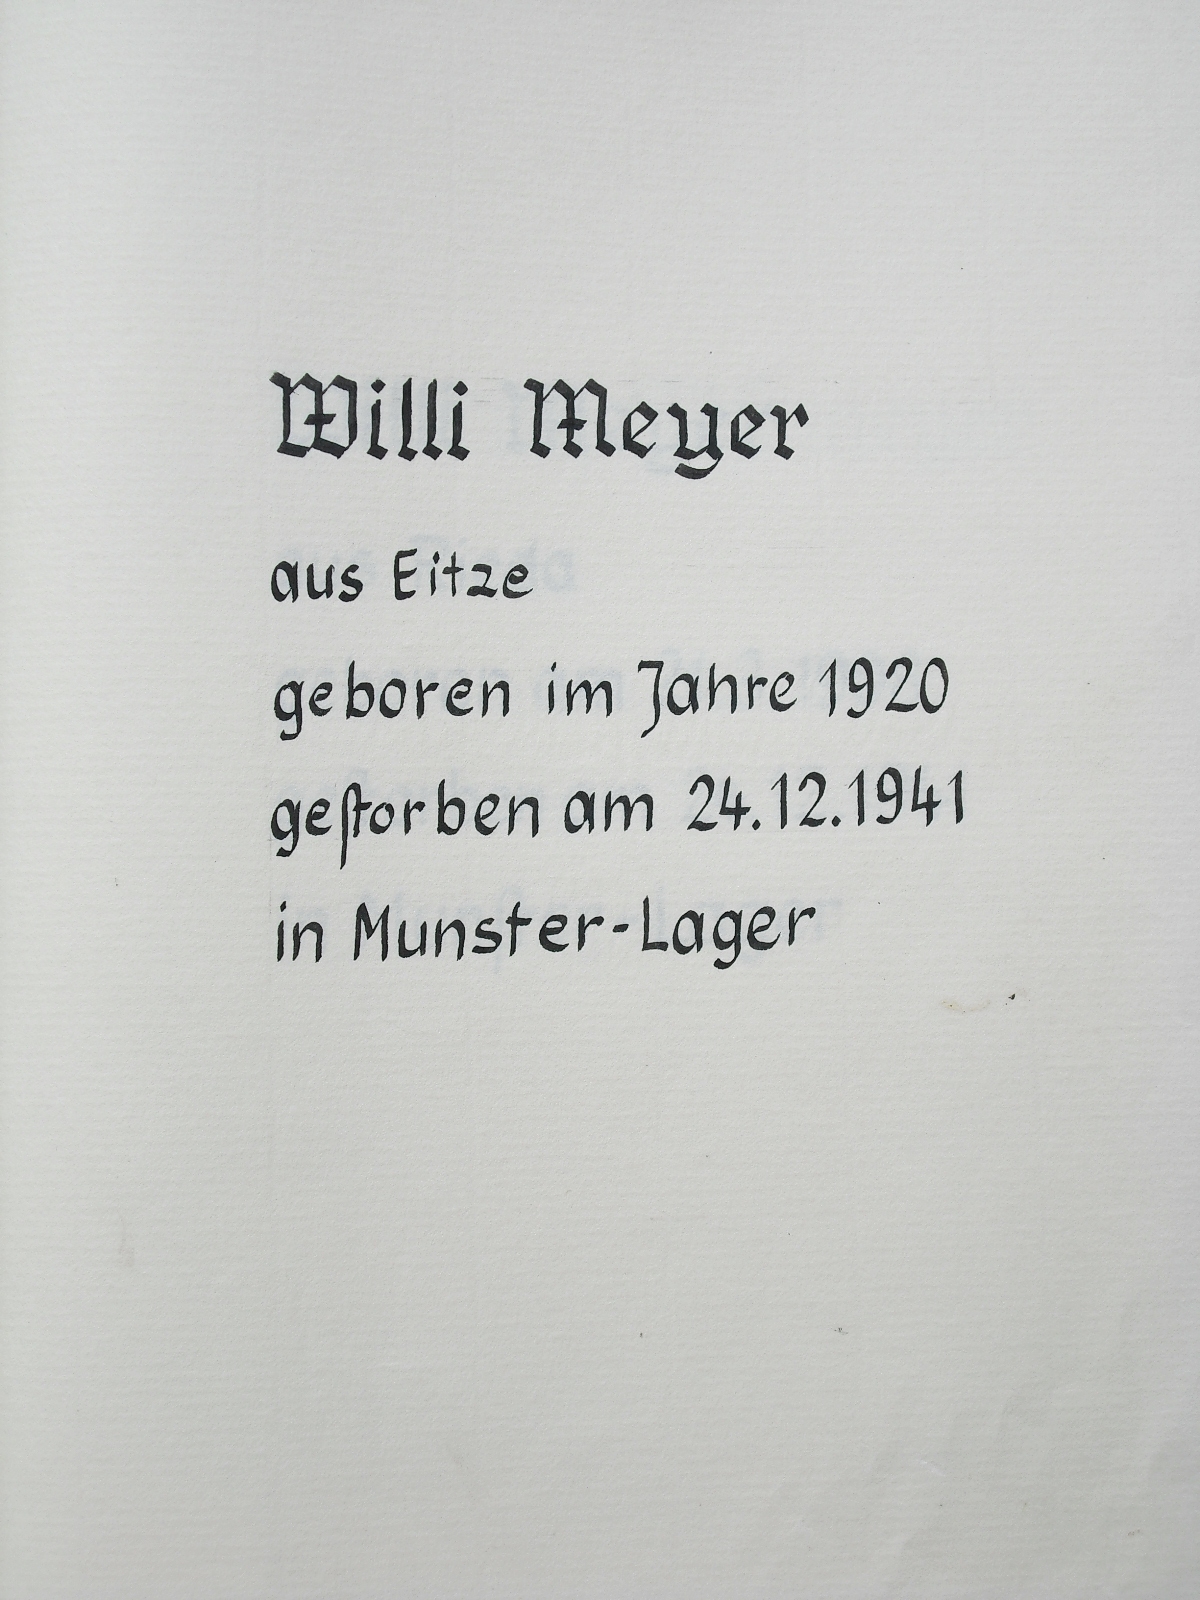 Willi Meyer
aus Eitze
geboren im Jahre 1920
geſtorben am 24.12.1941
in Munster-Lager